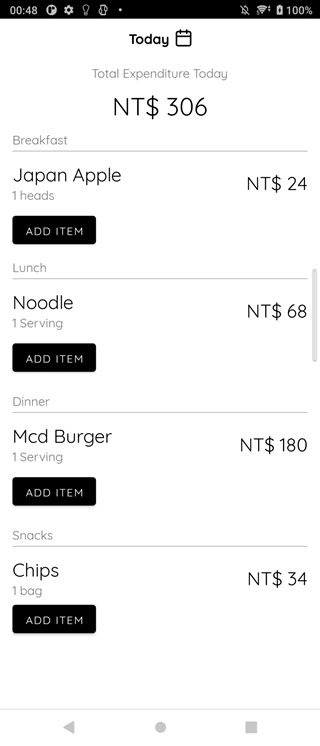 00:48
100%
Today
Total Expenditure Today
NT$ 306
Breakfast
Japan Apple
NT$ 24
1 heads
ADD ITEM
Lunch
Noodle
NT$ 68
1 Serving
ADD ITEM
Dinner
Mcd Burger
NT$ 180
1 Serving
ADD ITEM
Snacks
Chips
NT$ 34
1 bag
ADD ITEM